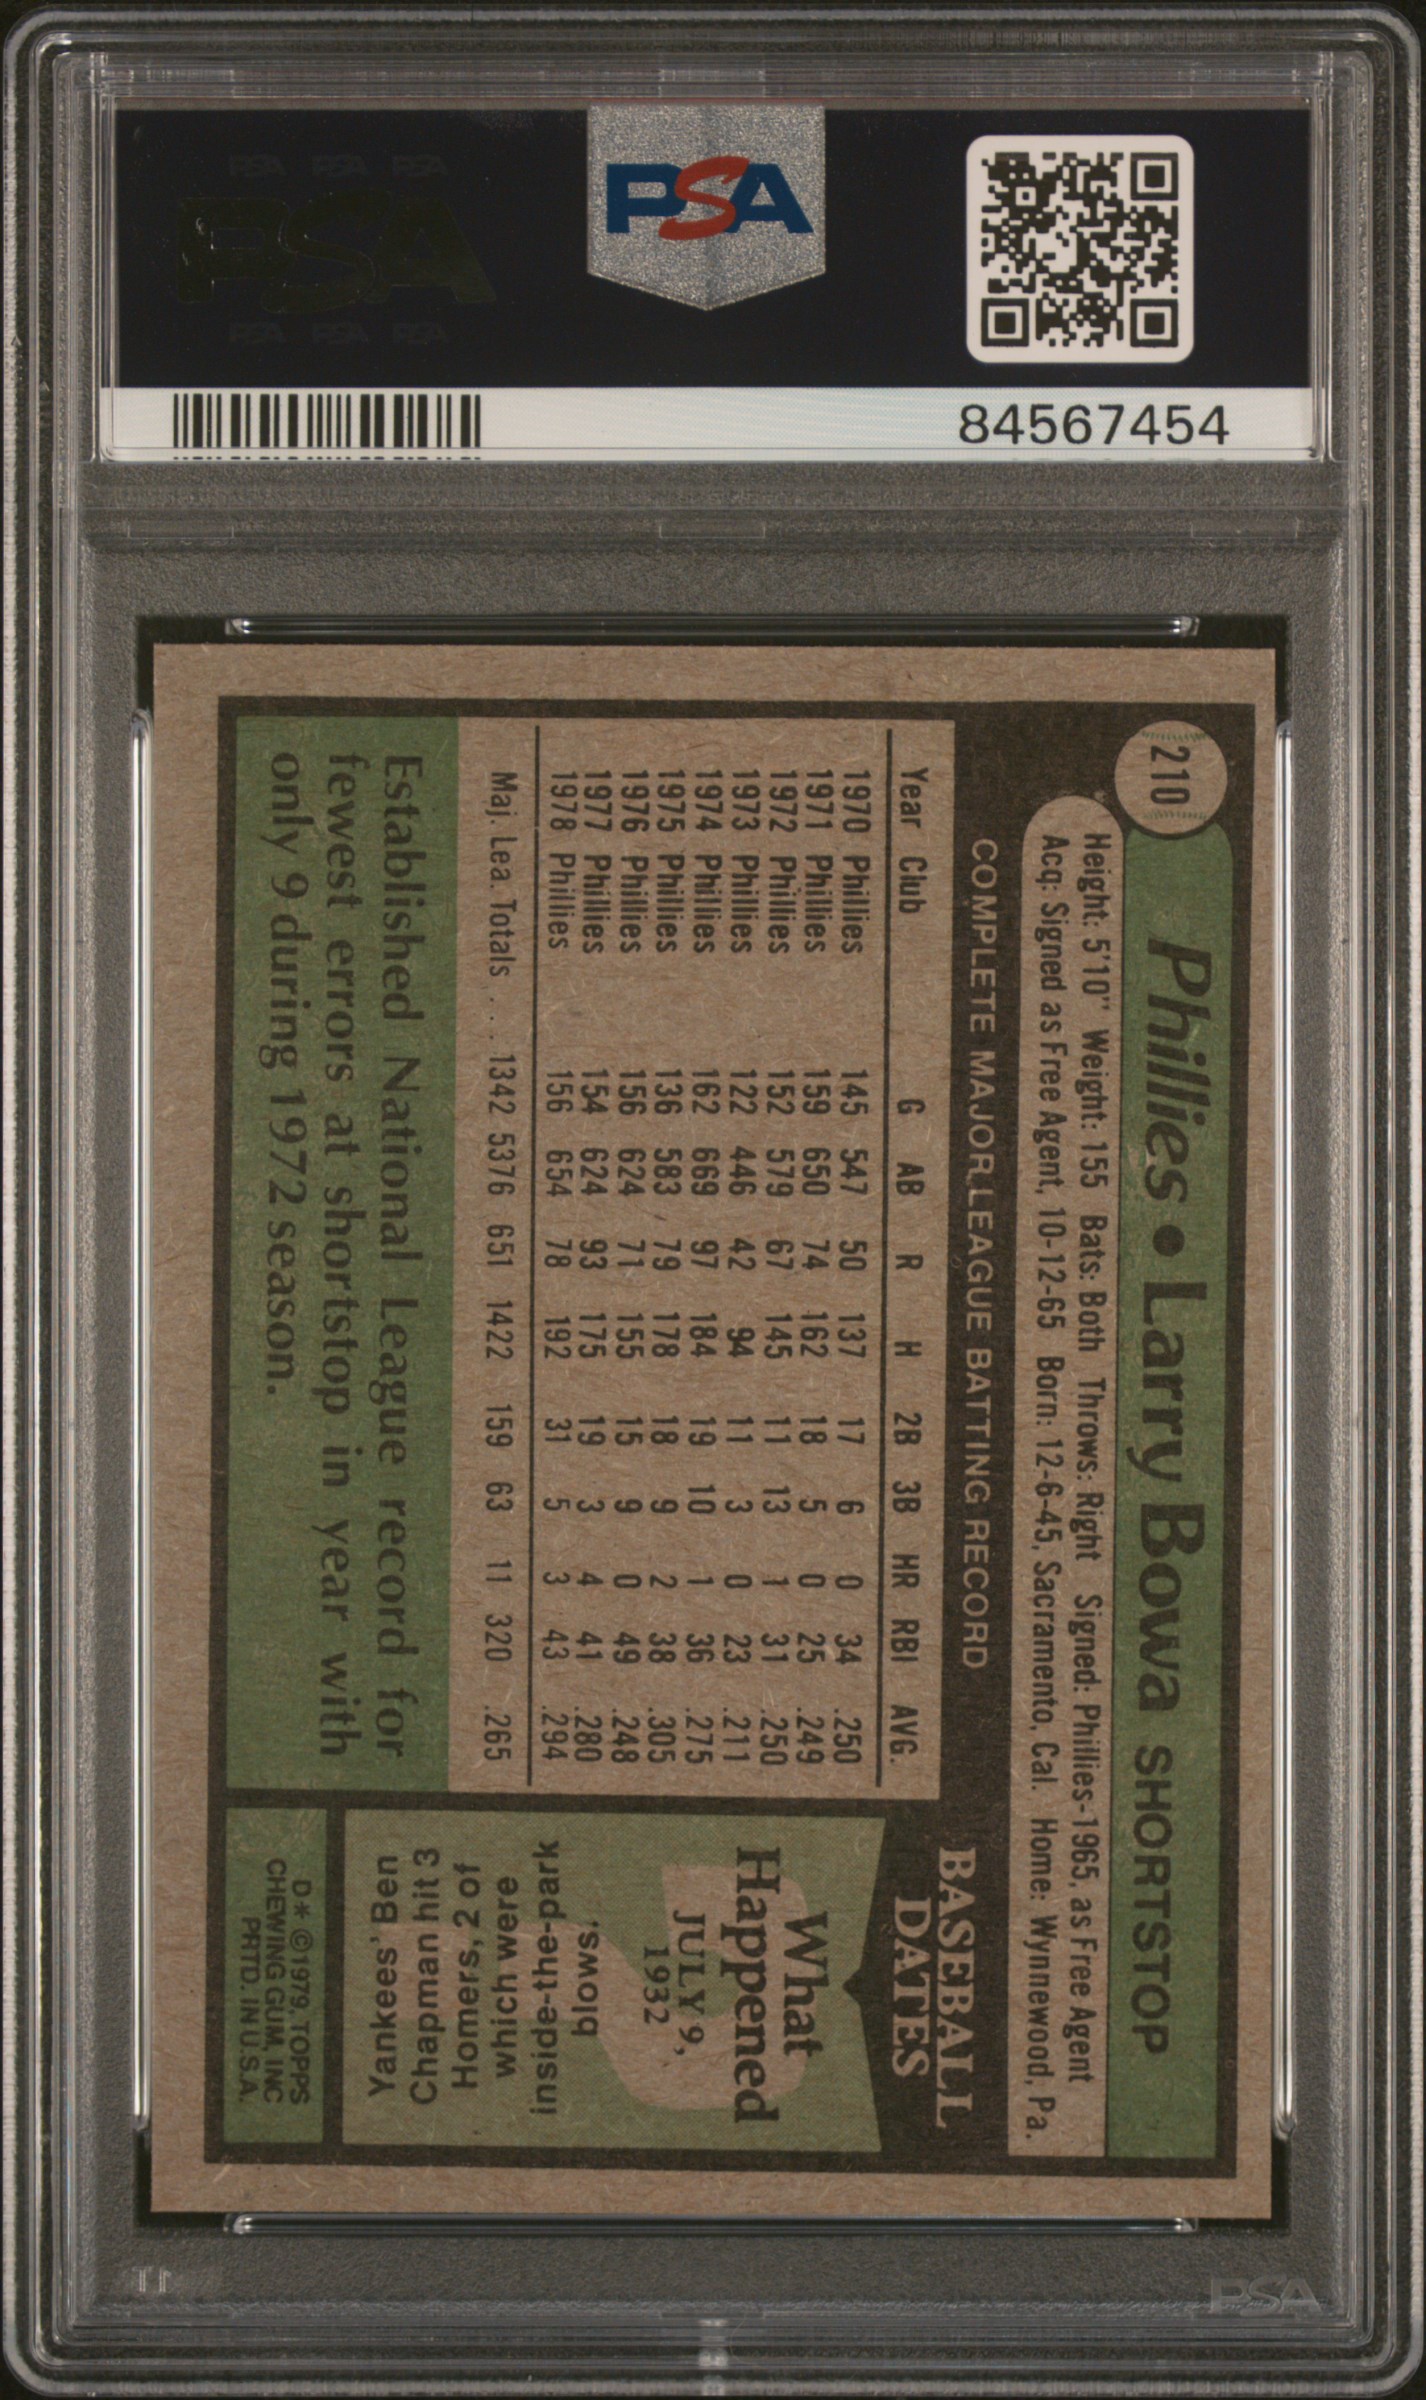 PSA PSA PSA
PSA
PSA PSA PSA
PSA
84567454
210
Phillies • Larry Bowa SHORTSTOP
Height: 5'10" Weight: 155 Bats: Both Throws: Right Signed: Phillies-1965, as Free Agent
Acq: Signed as Free Agent, 10-12-65 Born: 12-6-45, Sacramento, Cal. Home: Wynnewood, Pa.
COMPLETE MAJOR LEAGUE BATTING RECORD
Year Club G AB R H 2B 3B HR RBI AVG.
1970 Phillies 145 547 50 137 17 6 0 34 .250
1971 Phillies 159 650 74 162 18 5 0 25 .249
1972 Phillies 152 579 67 145 11 13 1 31 .250
1973 Phillies 122 446 42 94 11 3 0 23 .211
1974 Phillies 162 669 97 184 19 10 1 36 .275
1975 Phillies 136 583 79 178 18 9 2 38 .305
1976 Phillies 156 624 71 155 15 9 0 49 .248
1977 Phillies 154 624 93 175 19 3 4 41 .280
1978 Phillies 156 654 78 192 31 5 3 43 .294
Maj. Lea. Totals . . . 1342 5376 651 1422 159 63 11 320 .265
Established National League record for
fewest errors at shortstop in year with
only 9 during 1972 season.
BASEBALL
DATES
What
Happened
JULY 9,
1932
Yankees' Ben
Chapman hit 3
Homers, 2 of
which were
inside-the-park
blows.
D* © 1979, TOPPS
CHEWING GUM, INC
PRTD. IN U.S.A.
PSA